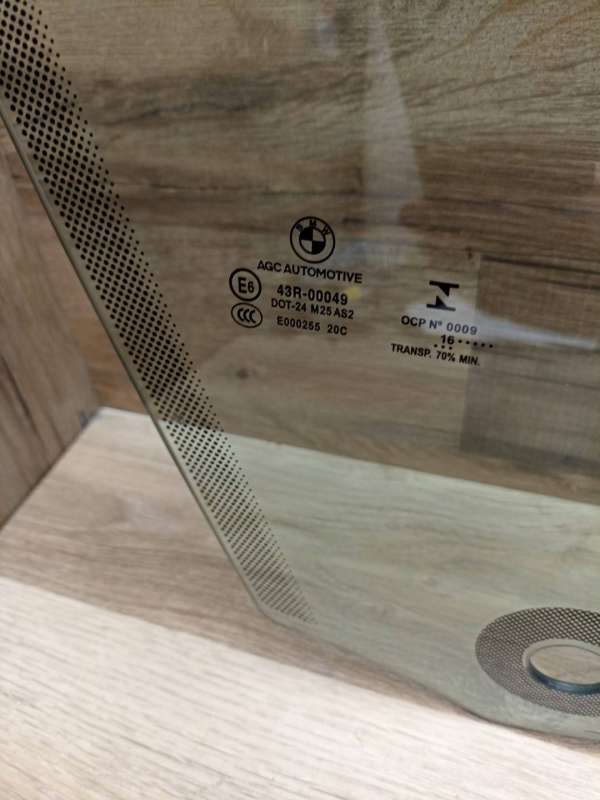 BMW
AGC AUTOMOTIVE
E6 43R-00049
DOT-24 M25 AS2
CCC E000255 20C
OCP Nº 0009
16 • • • • •
• • •
TRANSP. 70% MIN.